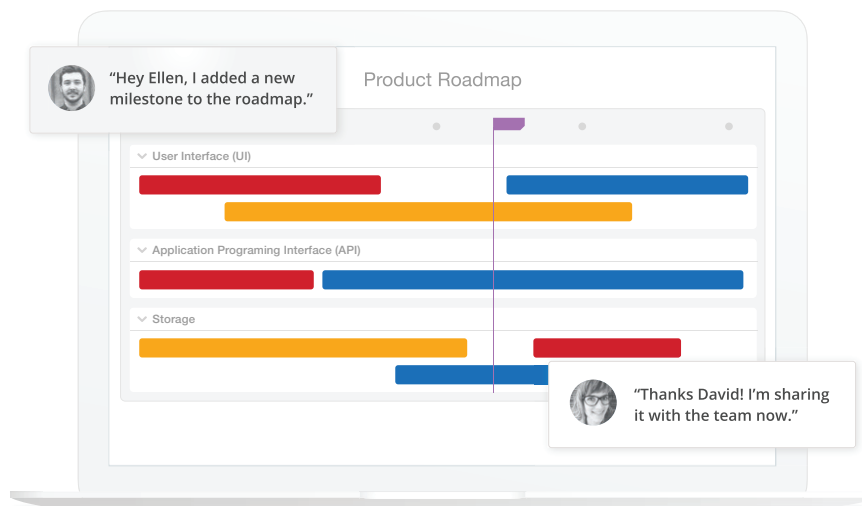 “Hey Ellen, I added a new
milestone to the roadmap.”
Product Roadmap
User Interface (UI)
Application Programing Interface (API)
Storage
“Thanks David! I’m sharing
it with the team now.”